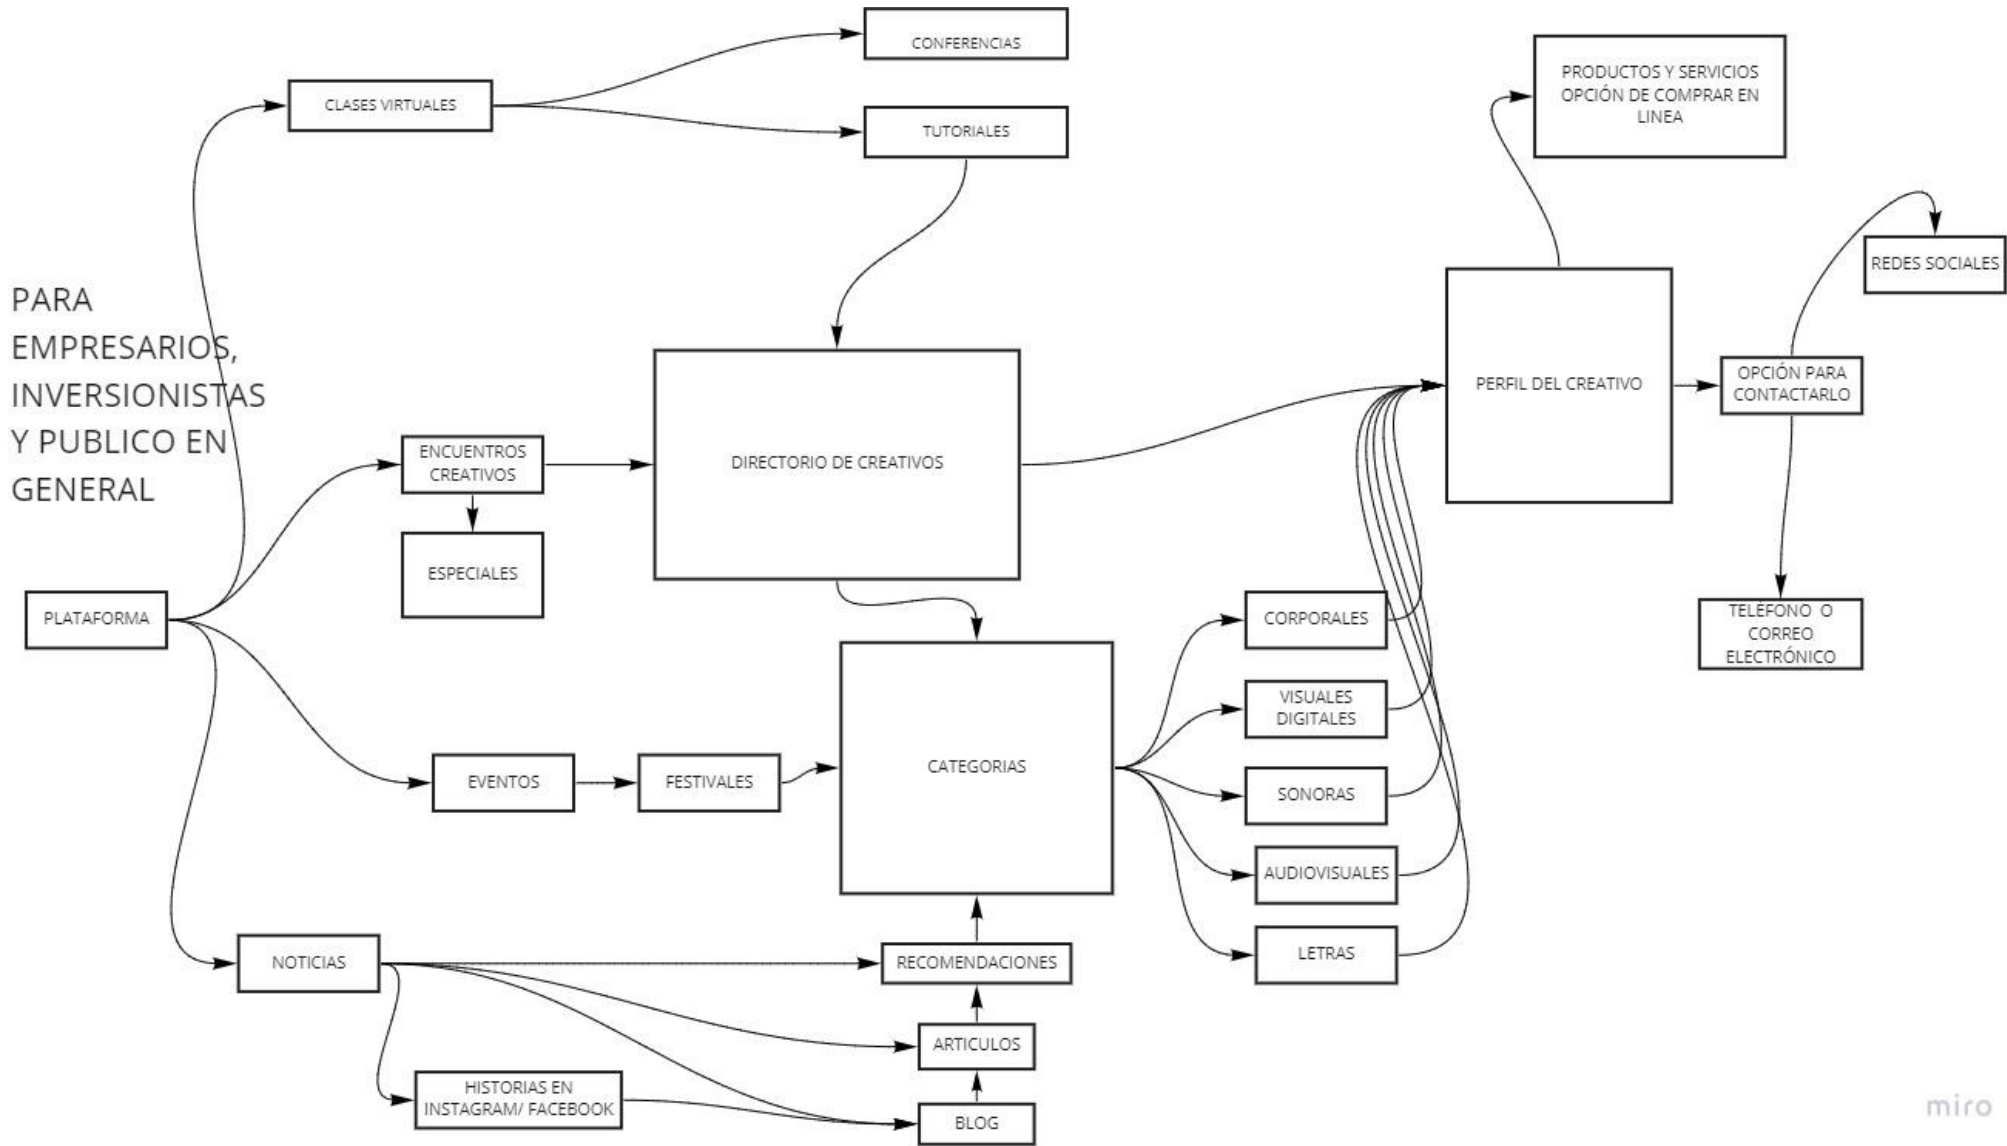 CONFERENCIAS
PRODUCTOS Y SERVICIOS
OPCIÓN DE COMPRAR EN
LINEA
CLASES VIRTUALES
TUTORIALES
REDES SOCIALES
PARA
EMPRESARIOS,
INVERSIONISTAS
Y PUBLICO EN
GENERAL
PERFIL DEL CREATIVO
OPCIÓN PARA
CONTACTARLO
ENCUENTROS
CREATIVOS
DIRECTORIO DE CREATIVOS
ESPECIALES
PLATAFORMA
CORPORALES
TELÉFONO O
CORREO
ELECTRÓNICO
VISUALES
DIGITALES
EVENTOS
FESTIVALES
CATEGORIAS
SONORAS
AUDIOVISUALES
NOTICIAS
RECOMENDACIONES
LETRAS
ARTICULOS
HISTORIAS EN
INSTAGRAM/ FACEBOOK
BLOG
miro